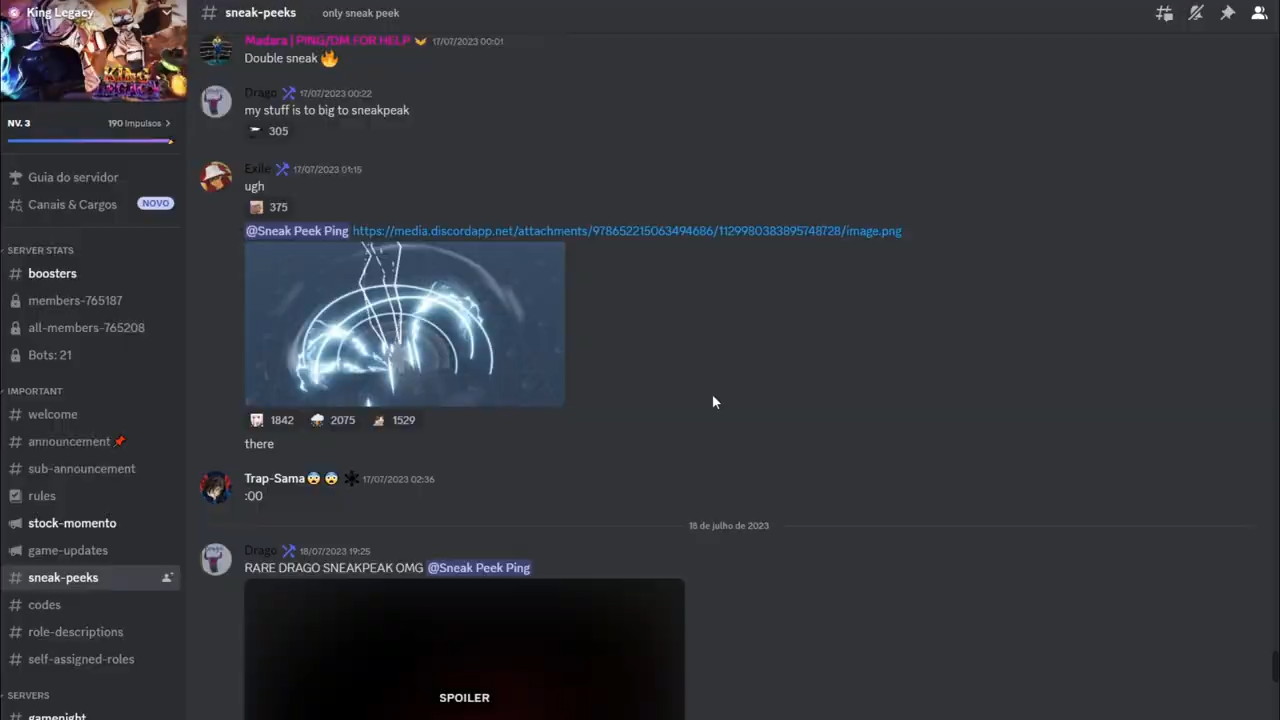 King Legacy
NV. 3
190 Impulsos
Guia do servidor
Canais & Cargos
NOVO
SERVER STATS
boosters
members-765187
all-members-765208
Bots: 21
IMPORTANT
welcome
announcement
sub-announcement
rules
stock-momento
game-updates
sneak-peeks
codes
role-descriptions
self-assigned-roles
SERVERS
gamenight
sneak-peeks
only sneak peek
Madara | PING/DM FOR HELP 17/07/2023 00:01
Double sneak
Drago 17/07/2023 00:22
my stuff is to big to sneakpeak
305
Exile 17/07/2023 01:15
ugh
375
@Sneak Peek Ping https://media.discordapp.net/attachments/978652215063494686/1129980383895748728/image.png
1842 2075 1529
there
Trap-Sama 17/07/2023 02:36
:00
18 de julho de 2023
Drago 18/07/2023 19:25
RARE DRAGO SNEAKPEAK OMG @Sneak Peek Ping
SPOILER